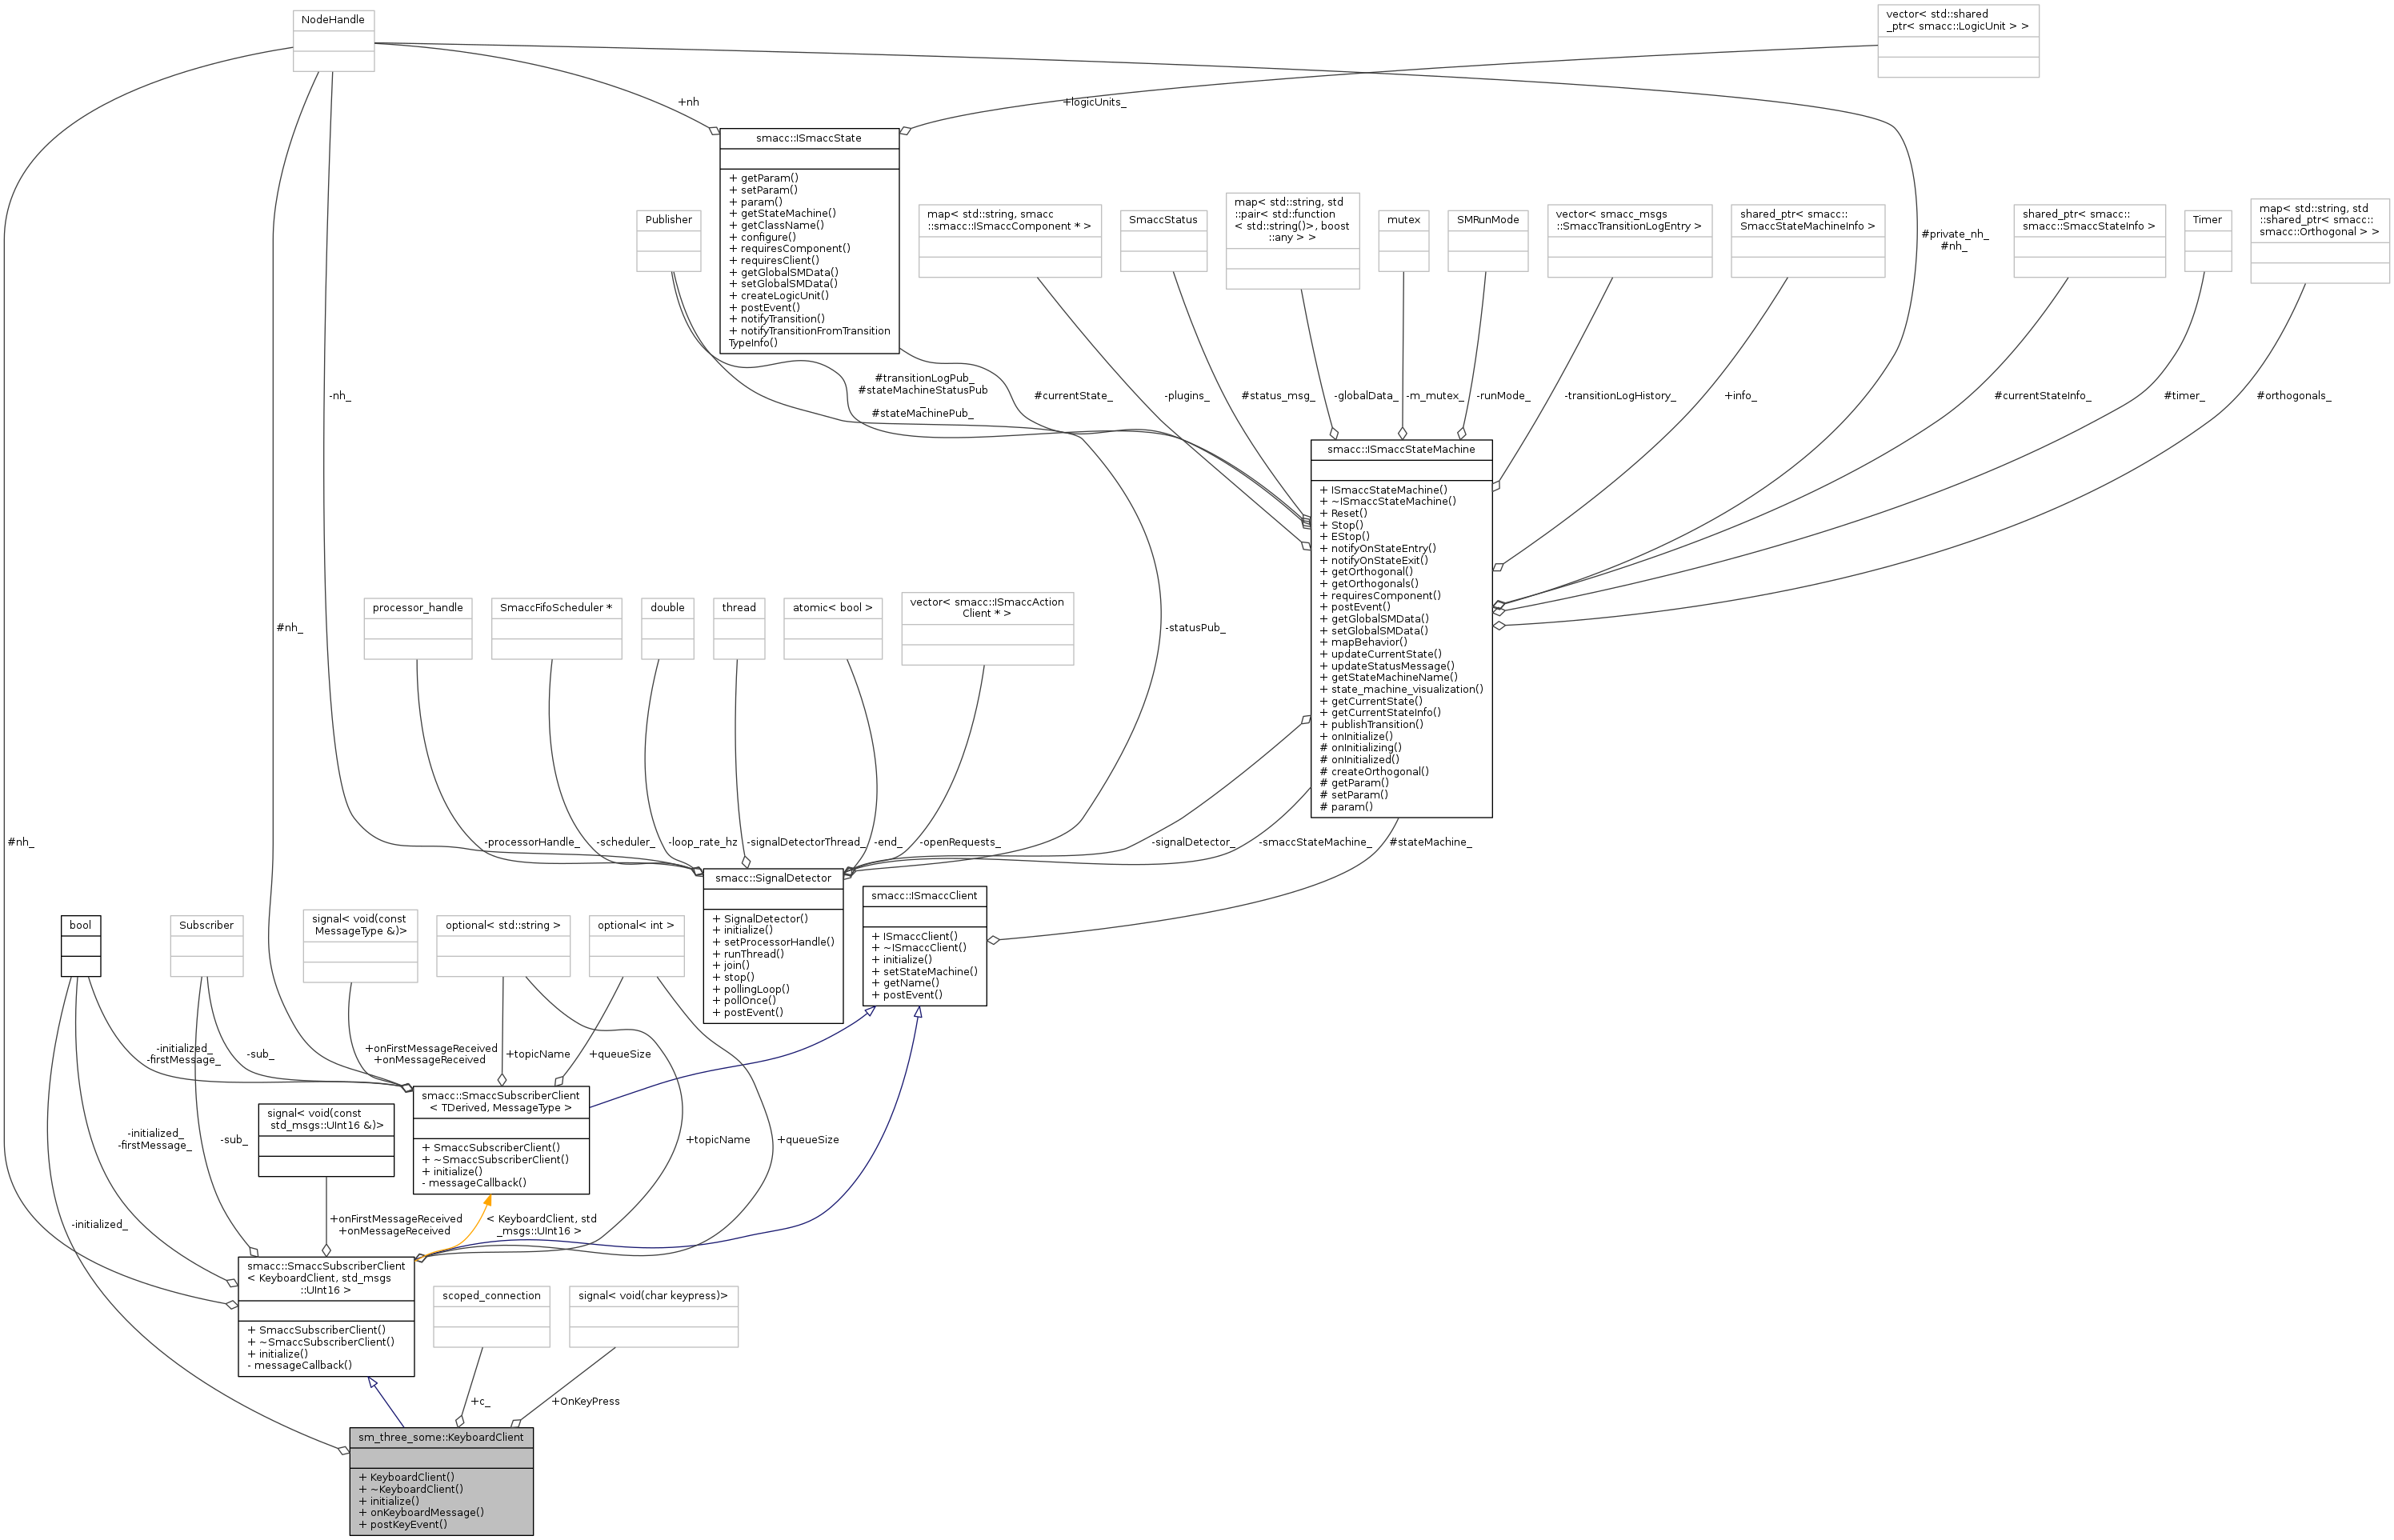 NodeHandle
vector< std::shared
_ptr< smacc::LogicUnit > >
+nh
+logicUnits_
smacc::ISmaccState
+ getParam()
+ setParam()
+ param()
+ getStateMachine()
+ getClassName()
+ configure()
+ requiresComponent()
+ requiresClient()
+ getGlobalSMData()
+ setGlobalSMData()
+ createLogicUnit()
+ postEvent()
+ notifyTransition()
+ notifyTransitionFromTransition
TypeInfo()
Publisher
map< std::string, smacc
::smacc::ISmaccComponent * >
SmaccStatus
map< std::string, std
::pair< std::function
< std::string()>, boost
::any > >
mutex
SMRunMode
vector< smacc_msgs
::SmaccTransitionLogEntry >
shared_ptr< smacc::
SmaccStateMachineInfo >
#private_nh_
#nh_
shared_ptr< smacc::
smacc::SmaccStateInfo >
Timer
map< std::string, std
::shared_ptr< smacc::
smacc::Orthogonal > >
-nh_
#transitionLogPub_
#stateMachineStatusPub
_
#stateMachinePub_
#currentState_
-plugins_
#status_msg_
-globalData_
-m_mutex_
-runMode_
-transitionLogHistory_
+info_
#currentStateInfo_
#timer_
#orthogonals_
smacc::ISmaccStateMachine
+ ISmaccStateMachine()
+ ~ISmaccStateMachine()
+ Reset()
+ Stop()
+ EStop()
+ notifyOnStateEntry()
+ notifyOnStateExit()
+ getOrthogonal()
+ getOrthogonals()
+ requiresComponent()
+ postEvent()
+ getGlobalSMData()
+ setGlobalSMData()
+ mapBehavior()
+ updateCurrentState()
+ updateStatusMessage()
+ getStateMachineName()
+ state_machine_visualization()
+ getCurrentState()
+ getCurrentStateInfo()
+ publishTransition()
+ onInitialize()
# onInitializing()
# onInitialized()
# createOrthogonal()
# getParam()
# setParam()
# param()
#nh_
processor_handle
SmaccFifoScheduler *
double
thread
atomic< bool >
vector< smacc::ISmaccAction
Client * >
-statusPub_
#nh_
-processorHandle_
-scheduler_
-loop_rate_hz
-signalDetectorThread_
-end_
-openRequests_
-signalDetector_
-smaccStateMachine_
#stateMachine_
smacc::SignalDetector
+ SignalDetector()
+ initialize()
+ setProcessorHandle()
+ runThread()
+ join()
+ stop()
+ pollingLoop()
+ pollOnce()
+ postEvent()
smacc::ISmaccClient
+ ISmaccClient()
+ ~ISmaccClient()
+ initialize()
+ setStateMachine()
+ getName()
+ postEvent()
bool
Subscriber
signal< void(const
MessageType &)>
optional< std::string >
optional< int >
-initialized_
-firstMessage_
-sub_
+onFirstMessageReceived
+onMessageReceived
+topicName
+queueSize
smacc::SmaccSubscriberClient
< TDerived, MessageType >
+ SmaccSubscriberClient()
+ ~SmaccSubscriberClient()
+ initialize()
- messageCallback()
signal< void(const
std_msgs::UInt16 &)>
-initialized_
-firstMessage_
-sub_
+topicName
+queueSize
-initialized_
+onFirstMessageReceived
+onMessageReceived
< KeyboardClient, std
_msgs::UInt16 >
smacc::SmaccSubscriberClient
< KeyboardClient, std_msgs
::UInt16 >
+ SmaccSubscriberClient()
+ ~SmaccSubscriberClient()
+ initialize()
- messageCallback()
scoped_connection
signal< void(char keypress)>
+c_
+OnKeyPress
sm_three_some::KeyboardClient
+ KeyboardClient()
+ ~KeyboardClient()
+ initialize()
+ onKeyboardMessage()
+ postKeyEvent()